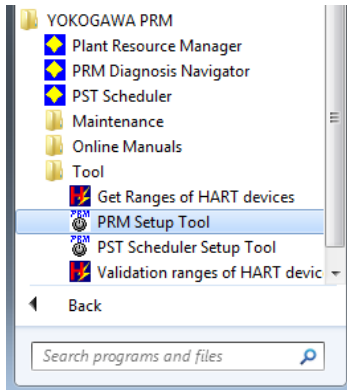 YOKOGAWA PRM
Plant Resource Manager
PRM Diagnosis Navigator
PST Scheduler
Maintenance
Online Manuals
Tool
Get Ranges of HART devices
PRM Setup Tool
PST Scheduler Setup Tool
Validation ranges of HART devic
Back
Search programs and files